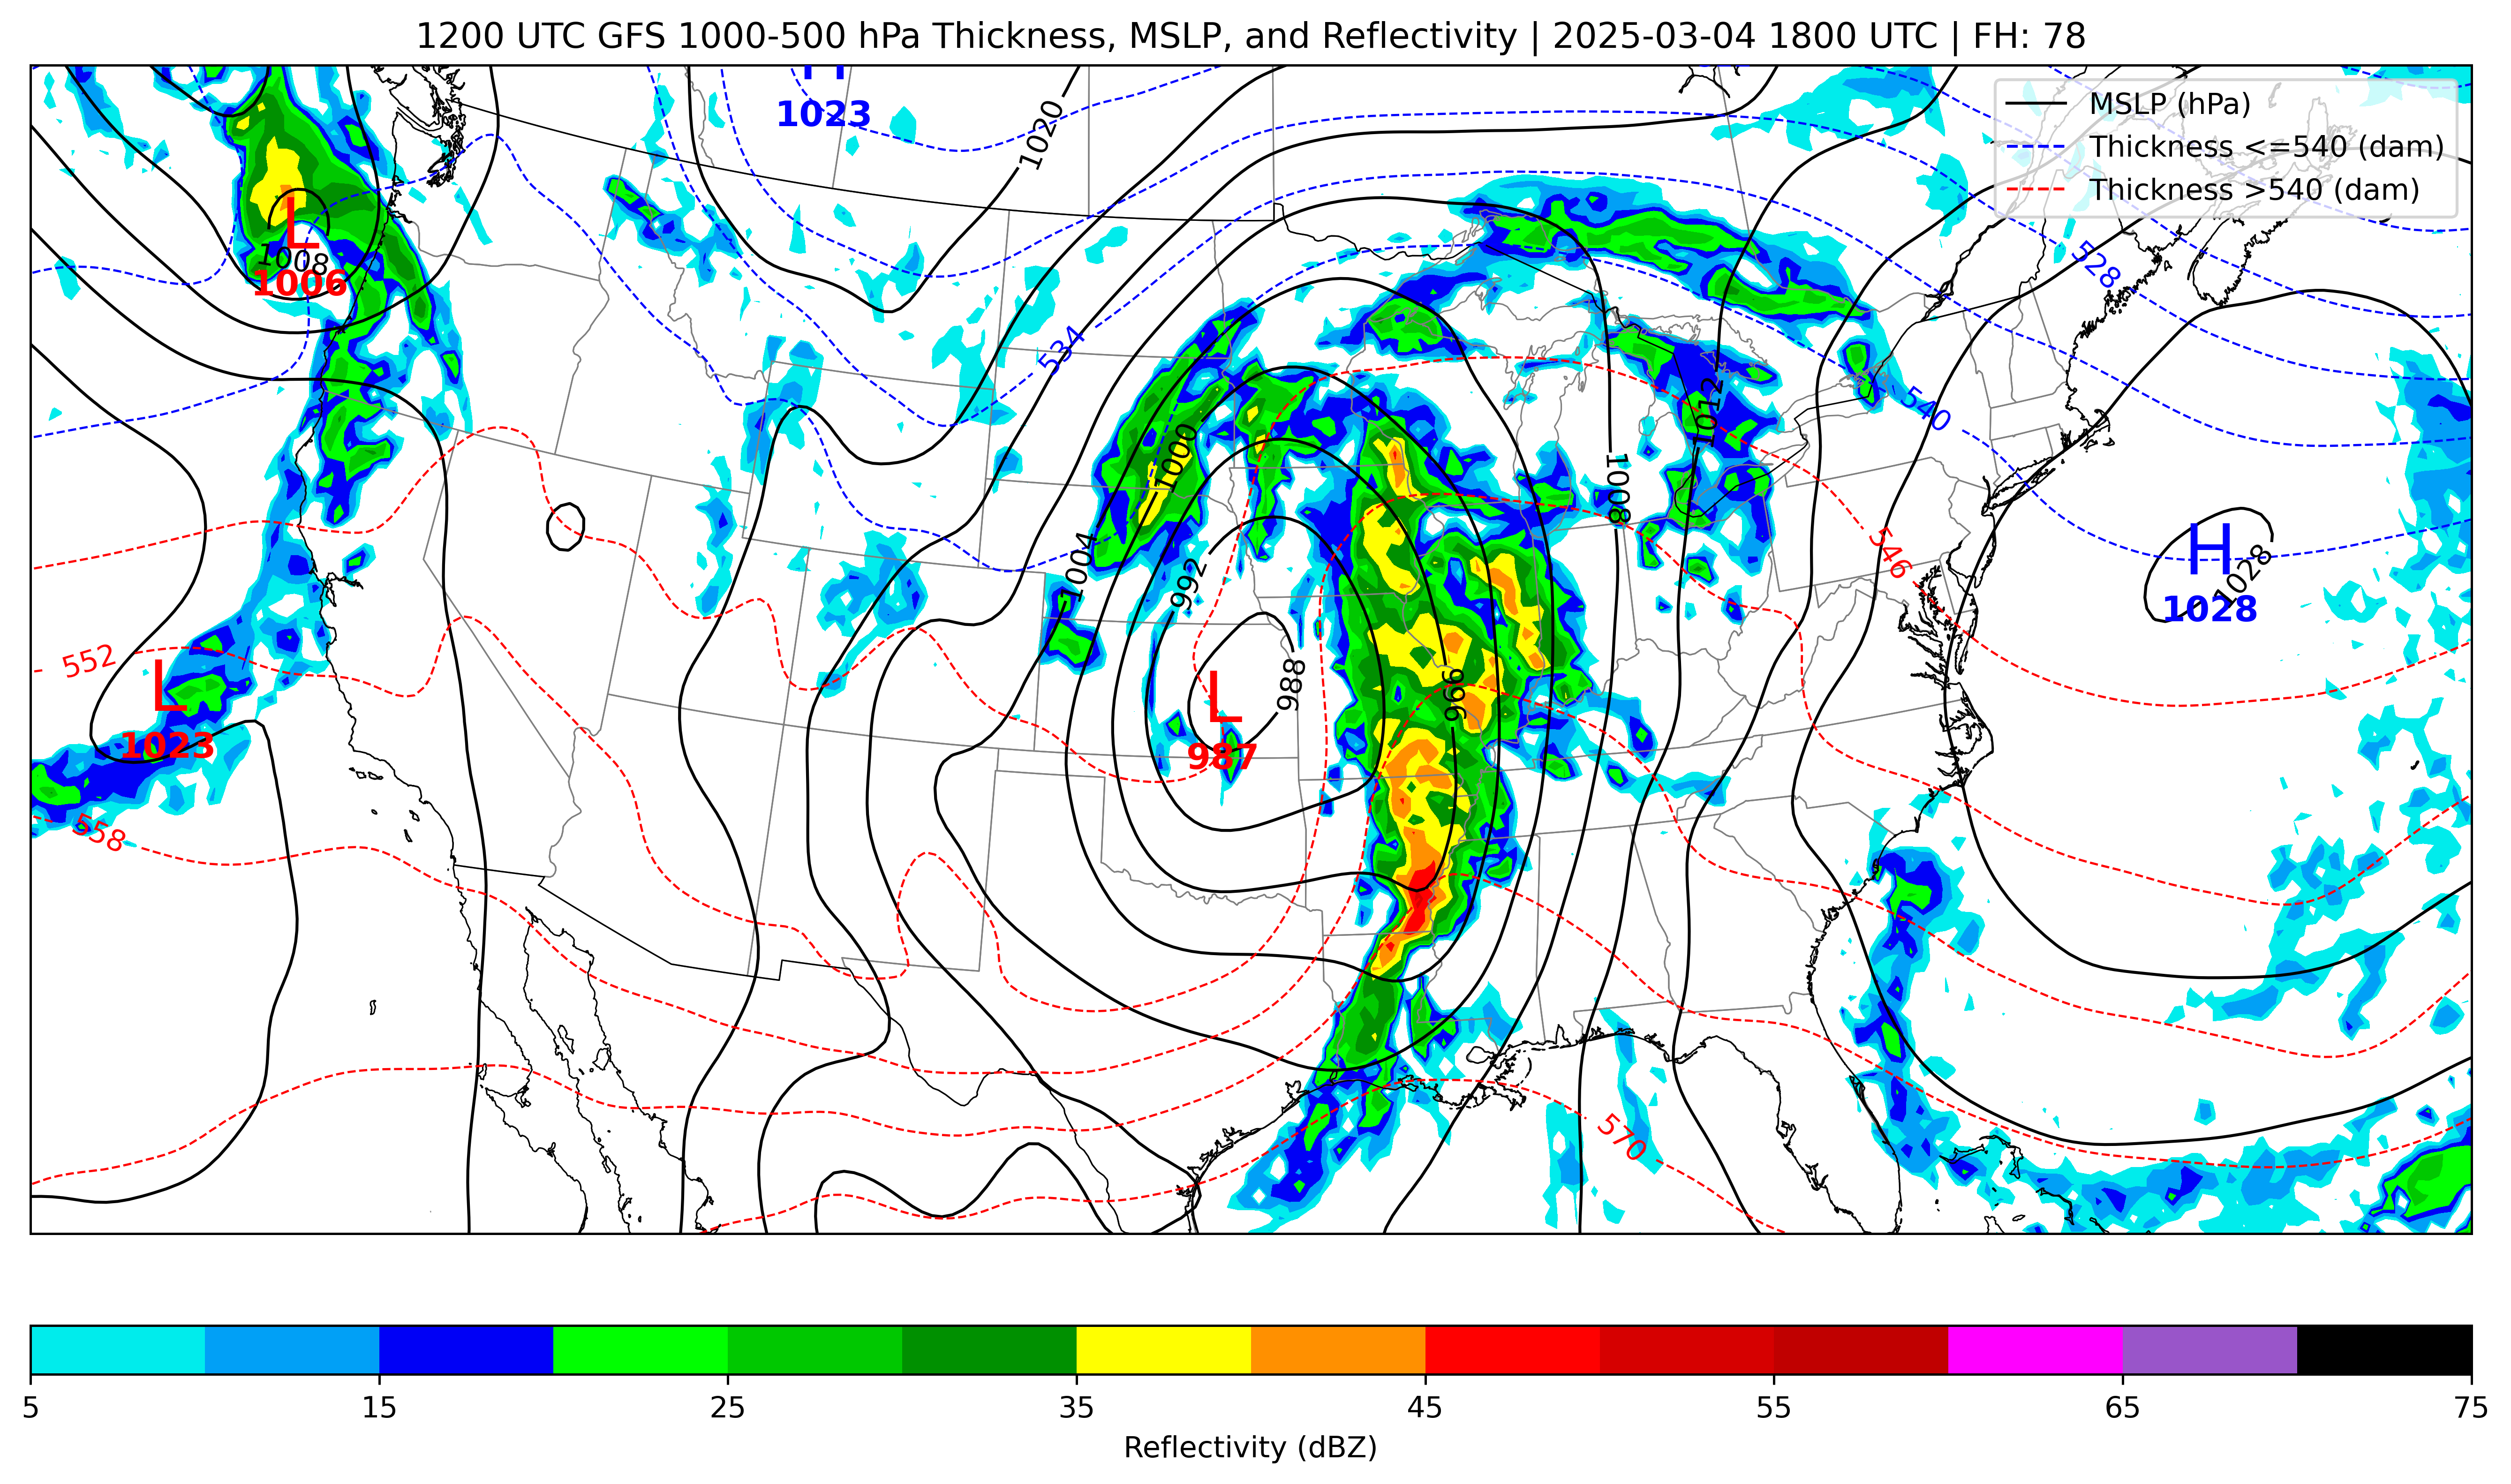 1200 UTC GFS 1000-500 hPa Thickness, MSLP, and Reflectivity | 2025-03-04 1800 UTC | FH: 78
MSLP (hPa)
Thickness <=540 (dam)
Thickness >540 (dam)
H
1023
1020
L
1008
1006
528
534
540
1012
1000
1008
546
1004
992
H
1028
1028
552
L
1023
988
L
987
996
558
570
5 15 25 35 45 55 65 75
Reflectivity (dBZ)